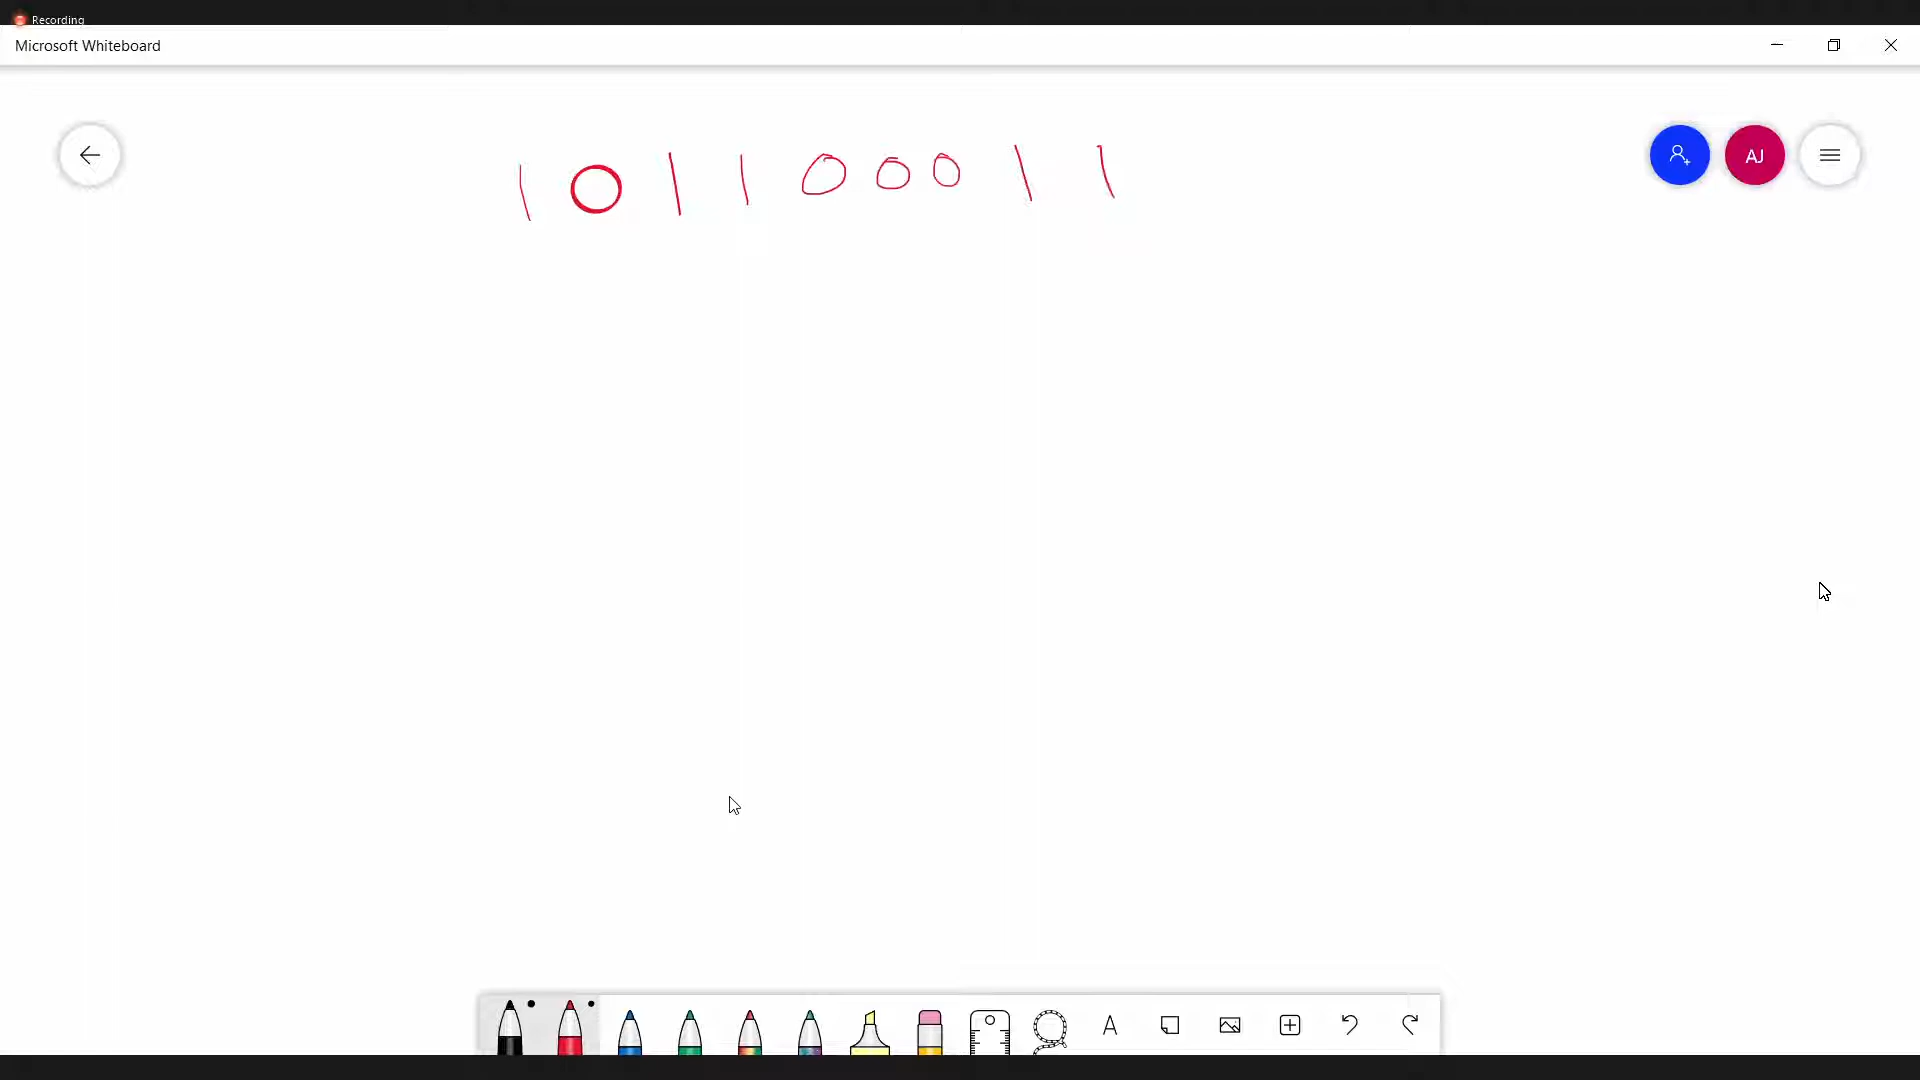 Recording
Microsoft Whiteboard
1 0 1 1 0 0 0 1 1
AJ
A